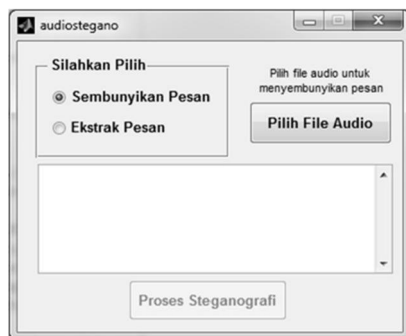 audiostegano
Silahkan Pilih
Sembunyikan Pesan
Ekstrak Pesan
Pilih file audio untuk
menyembunyikan pesan
Pilih File Audio
Proses Steganografi